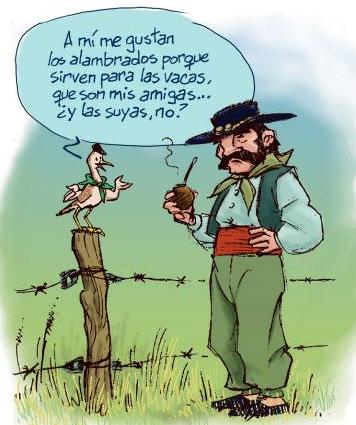 A mí me gustan
los alambrados porque
sirven para las vacas,
que son mis amigas...
¿y las suyas, no?